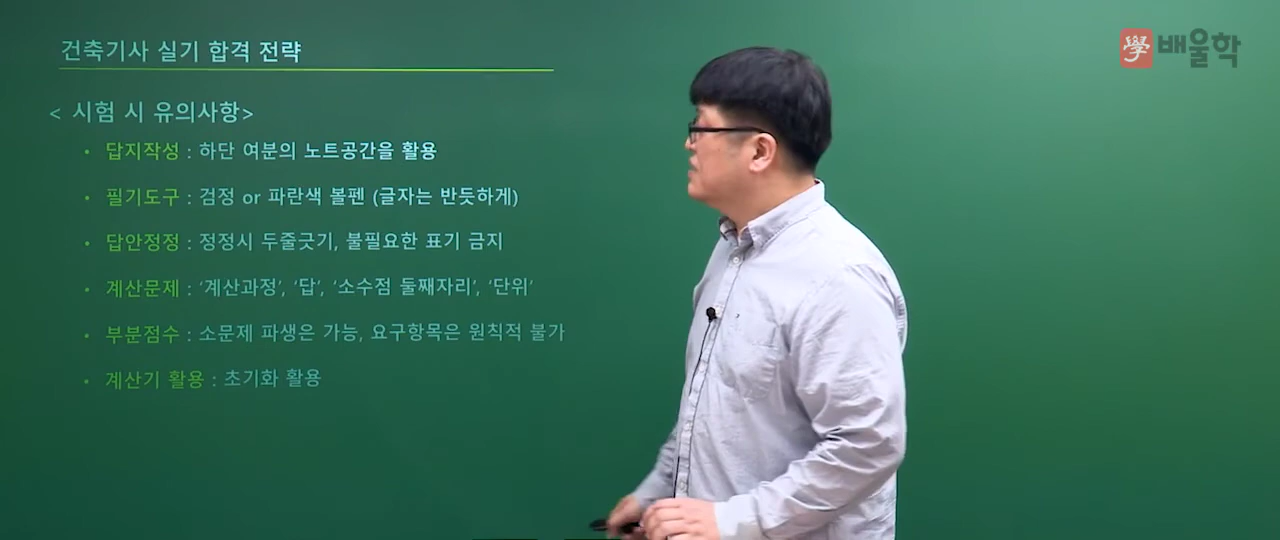 건축기사 실기 합격 전략
學 배울학
< 시험 시 유의사항>
• 답지작성 : 하단 여분의 노트공간을 활용
• 필기도구 : 검정 or 파란색 볼펜 (글자는 반듯하게)
• 답안정정 : 정정시 두줄긋기, 불필요한 표기 금지
• 계산문제 : ‘계산과정’, ‘답’, ‘소수점 둘째자리’, ‘단위’
• 부분점수 : 소문제 파생은 가능, 요구항목은 원칙적 불가
• 계산기 활용 : 초기화 활용